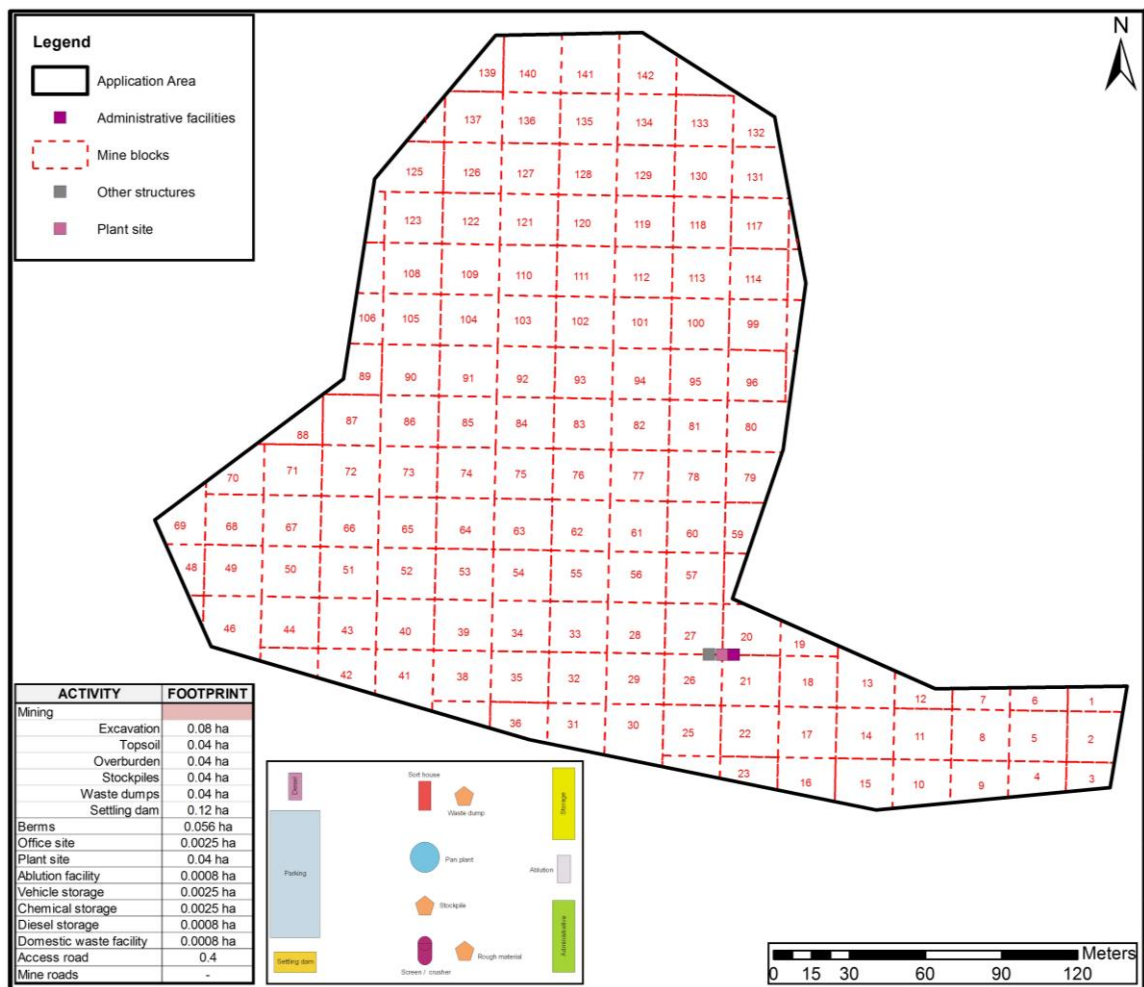 Legend
Application Area
Administrative facilities
Mine blocks
Other structures
Plant site
N
139 140 141 142
137 136 135 134 133 132
125 126 127 128 129 130 131
123 122 121 120 119 118 117
108 109 110 111 112 113 114
106 105 104 103 102 101 100 99
89 90 91 92 93 94 95 96
88 87 86 85 84 83 82 81 80
70 71 72 73 74 75 76 77 78 79
69 68 67 66 65 64 63 62 61 60 59
48 49 50 51 52 53 54 55 56 57
46 44 43 40 39 34 33 28 27 20 19
42 41 38 35 32 29 26 21 18 13 12 7 6 1
36 31 30 25 22 17 14 11 8 5 2
23 16 15 10 9 4 3
ACTIVITY FOOTPRINT
Mining
Excavation 0.08 ha
Topsoil 0.04 ha
Overburden 0.04 ha
Stockpiles 0.04 ha
Waste dumps 0.04 ha
Settling dam 0.12 ha
Berms 0.056 ha
Office site 0.0025 ha
Plant site 0.04 ha
Ablution facility 0.0008 ha
Vehicle storage 0.0025 ha
Chemical storage 0.0025 ha
Diesel storage 0.0008 ha
Domestic waste facility 0.0008 ha
Access road 0.4
Mine roads -
Diesel
Sort house
Waste dump
Storage
Parking
Pan plant
Ablution
Stockpile
Administrative
Settling dam
Screen / crusher
Rough material
Meters
0 15 30 60 90 120